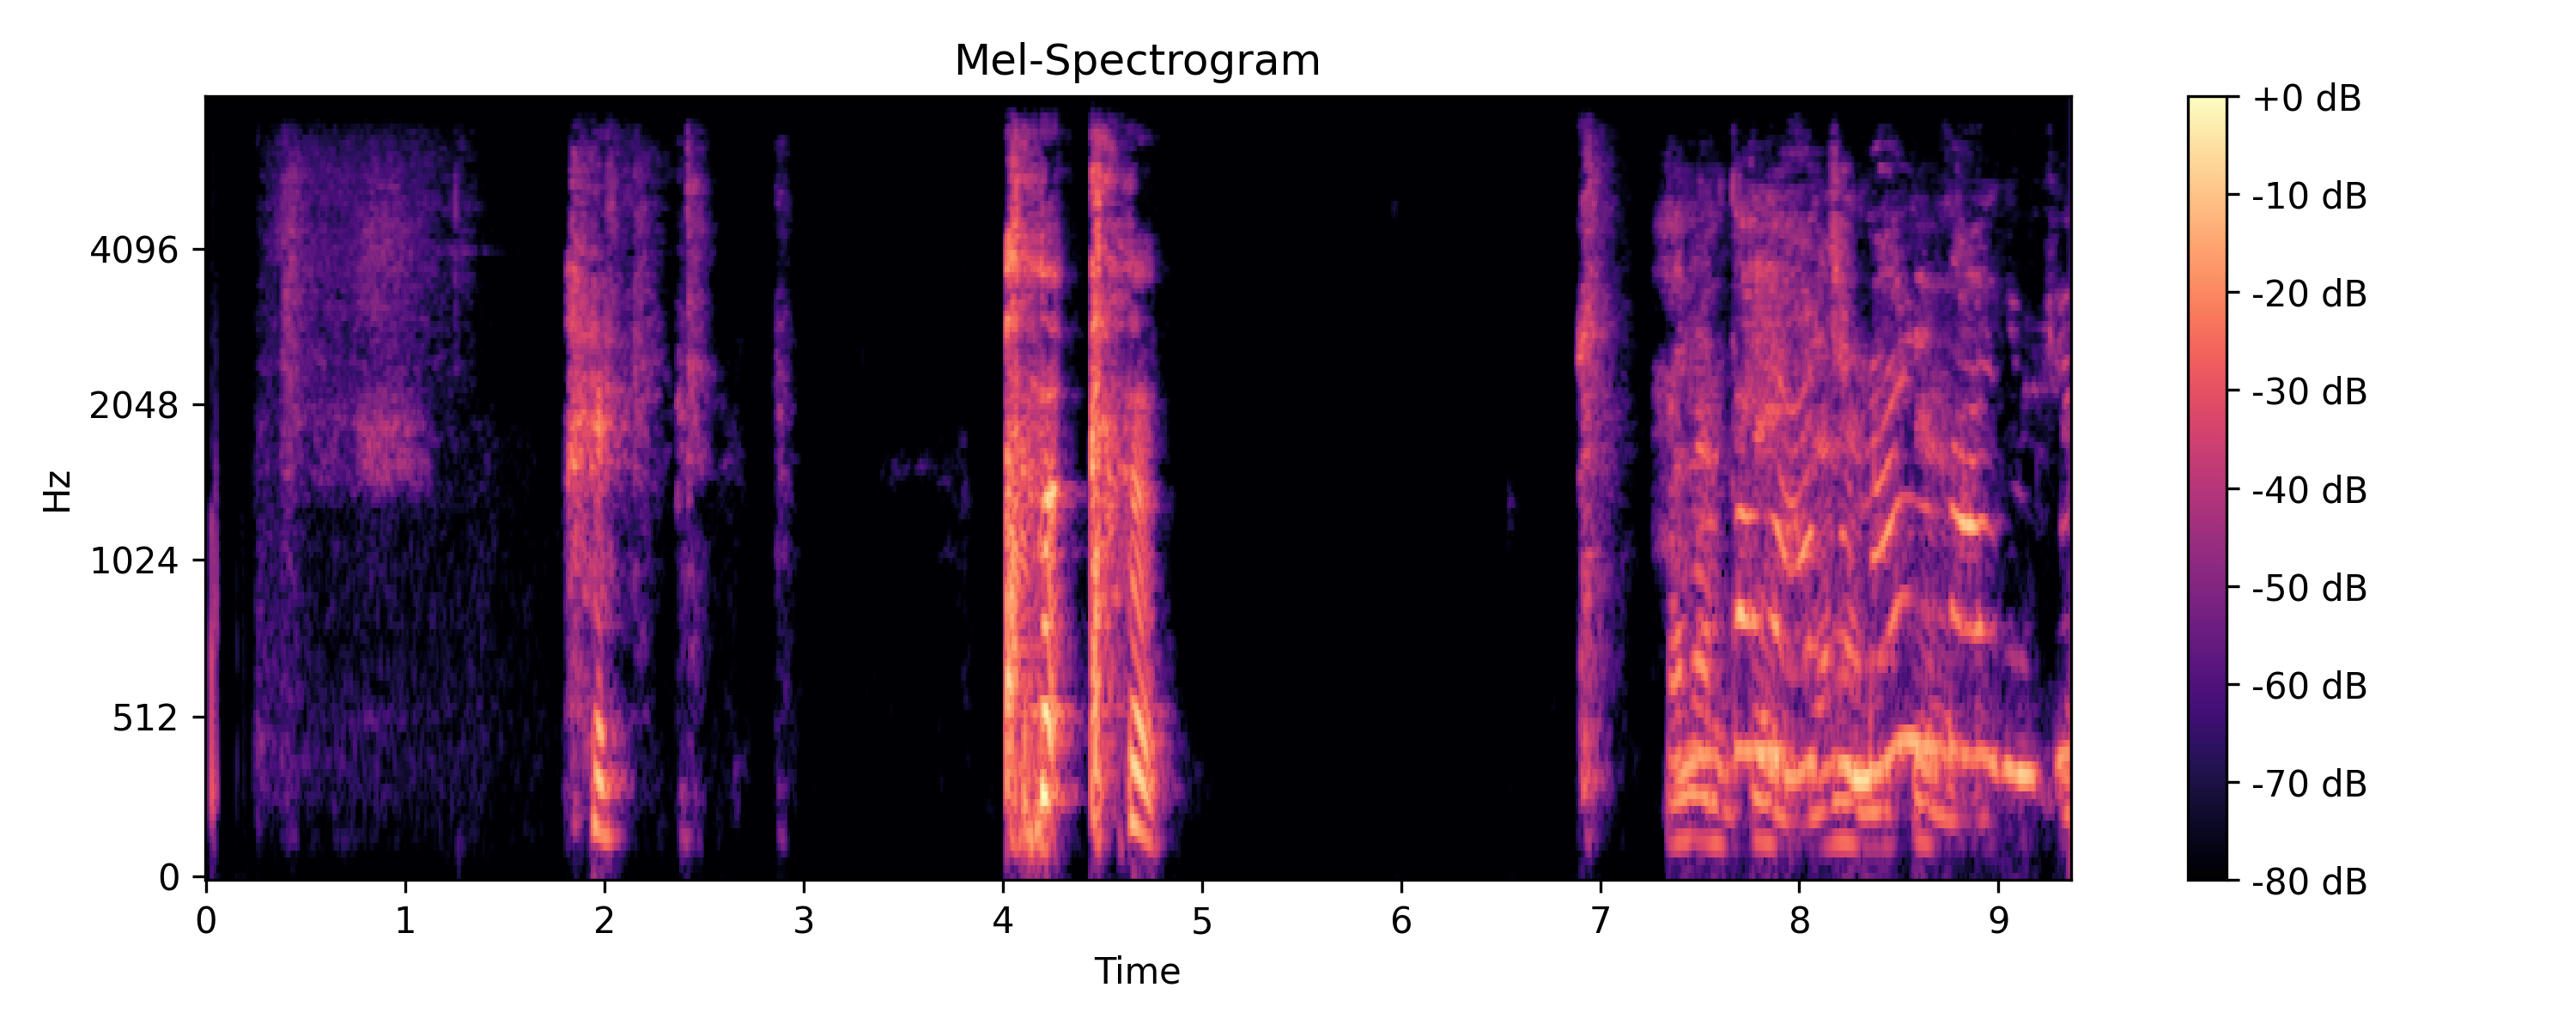 Mel-Spectrogram
+0 dB
4096
-10 dB
-20 dB
2048
-30 dB
Hz
-40 dB
1024
-50 dB
512
-60 dB
-70 dB
0
-80 dB
0 1 2 3 4 5 6 7 8 9
Time